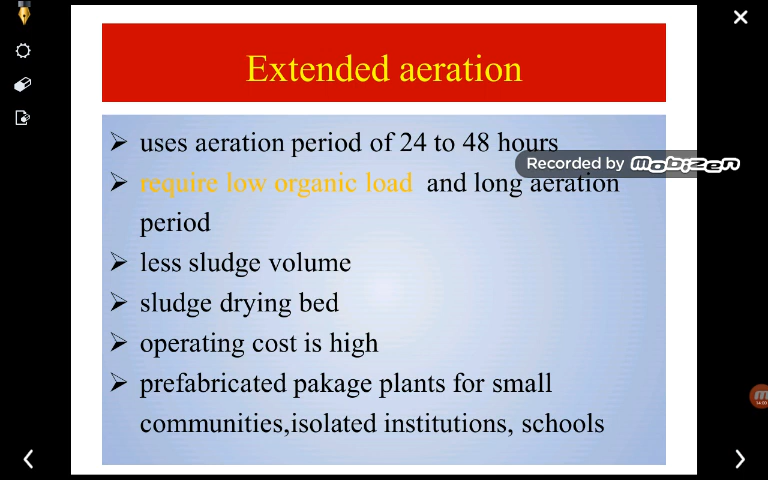 Extended aeration
uses aeration period of 24 to 48 hours
Recorded by mobizen
require low organic load and long aeration
period
less sludge volume
sludge drying bed
operating cost is high
prefabricated pakage plants for small
communities,isolated institutions, schools